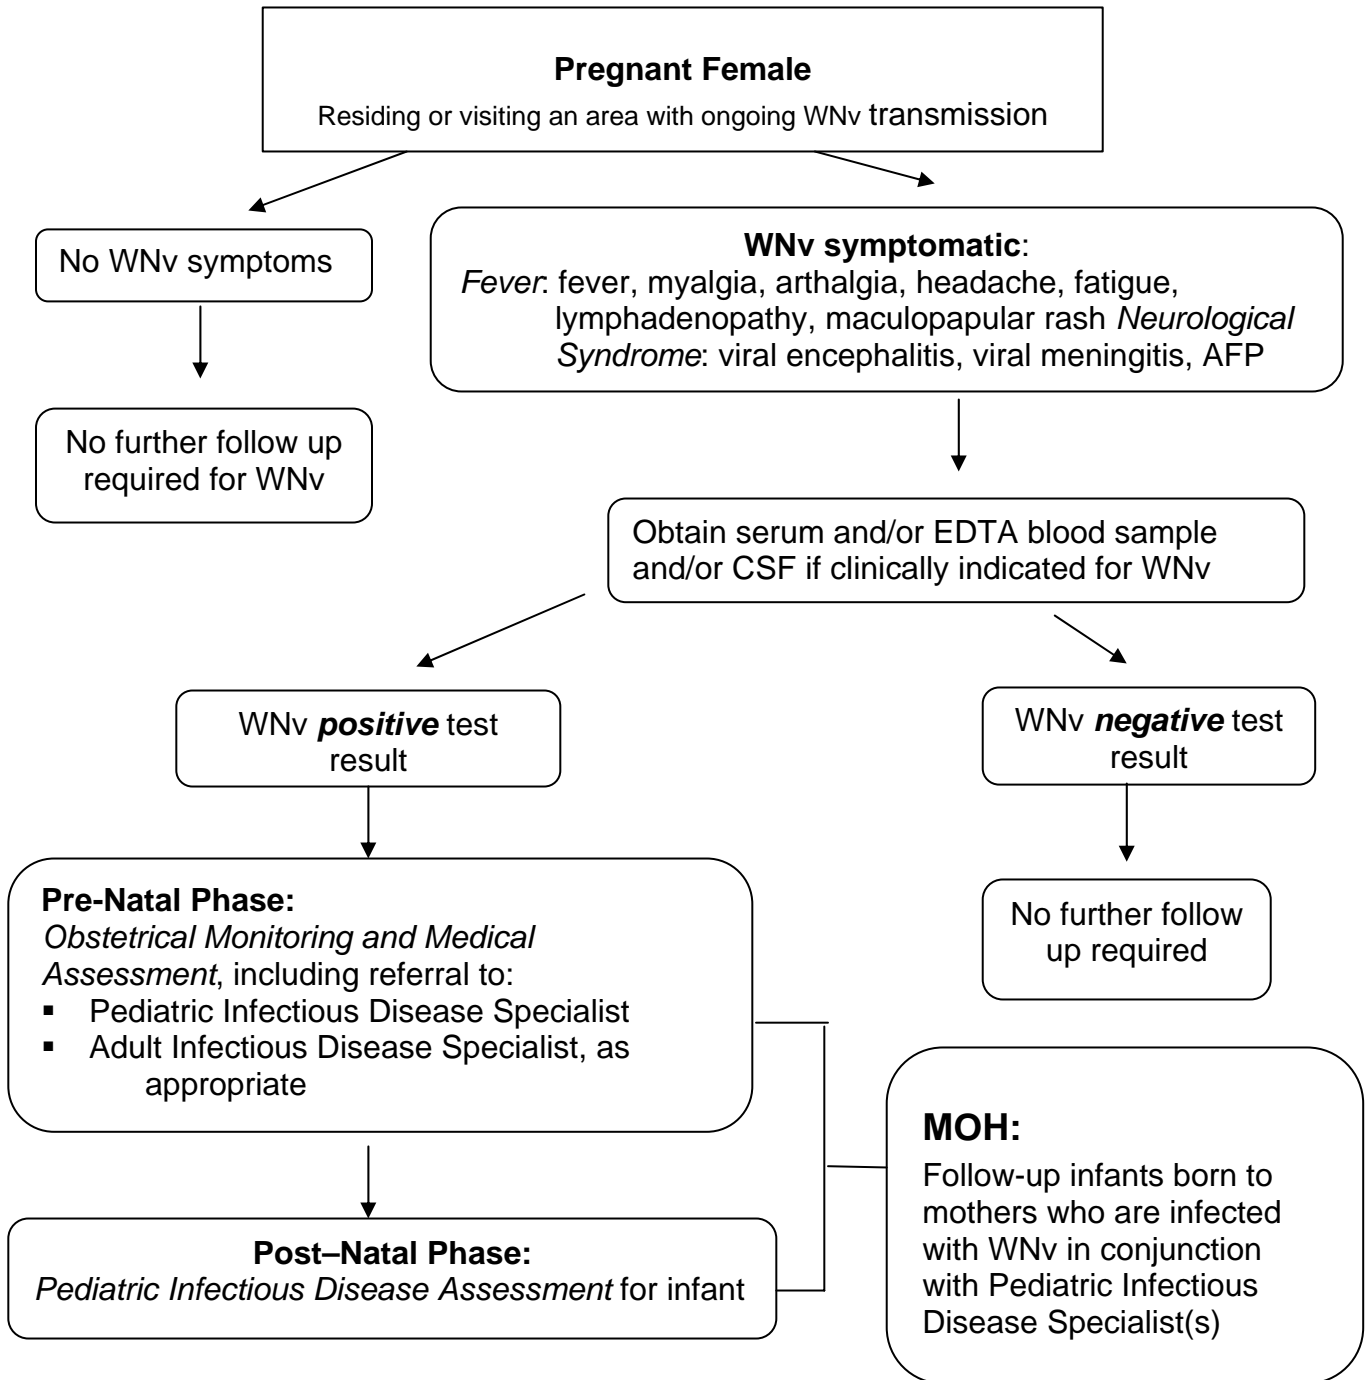 Pregnant Female
Residing or visiting an area with ongoing WNv transmission
No WNv symptoms
WNv symptomatic:
Fever: fever, myalgia, arthalgia, headache, fatigue,
lymphadenopathy, maculopapular rash Neurological
Syndrome: viral encephalitis, viral meningitis, AFP
No further follow up
required for WNv
Obtain serum and/or EDTA blood sample
and/or CSF if clinically indicated for WNv
WNv positive test
result
WNv negative test
result
Pre-Natal Phase:
Obstetrical Monitoring and Medical
Assessment, including referral to:
▪ Pediatric Infectious Disease Specialist
▪ Adult Infectious Disease Specialist, as
appropriate
No further follow
up required
MOH:
Follow-up infants born to
mothers who are infected
with WNv in conjunction
with Pediatric Infectious
Disease Specialist(s)
Post–Natal Phase:
Pediatric Infectious Disease Assessment for infant